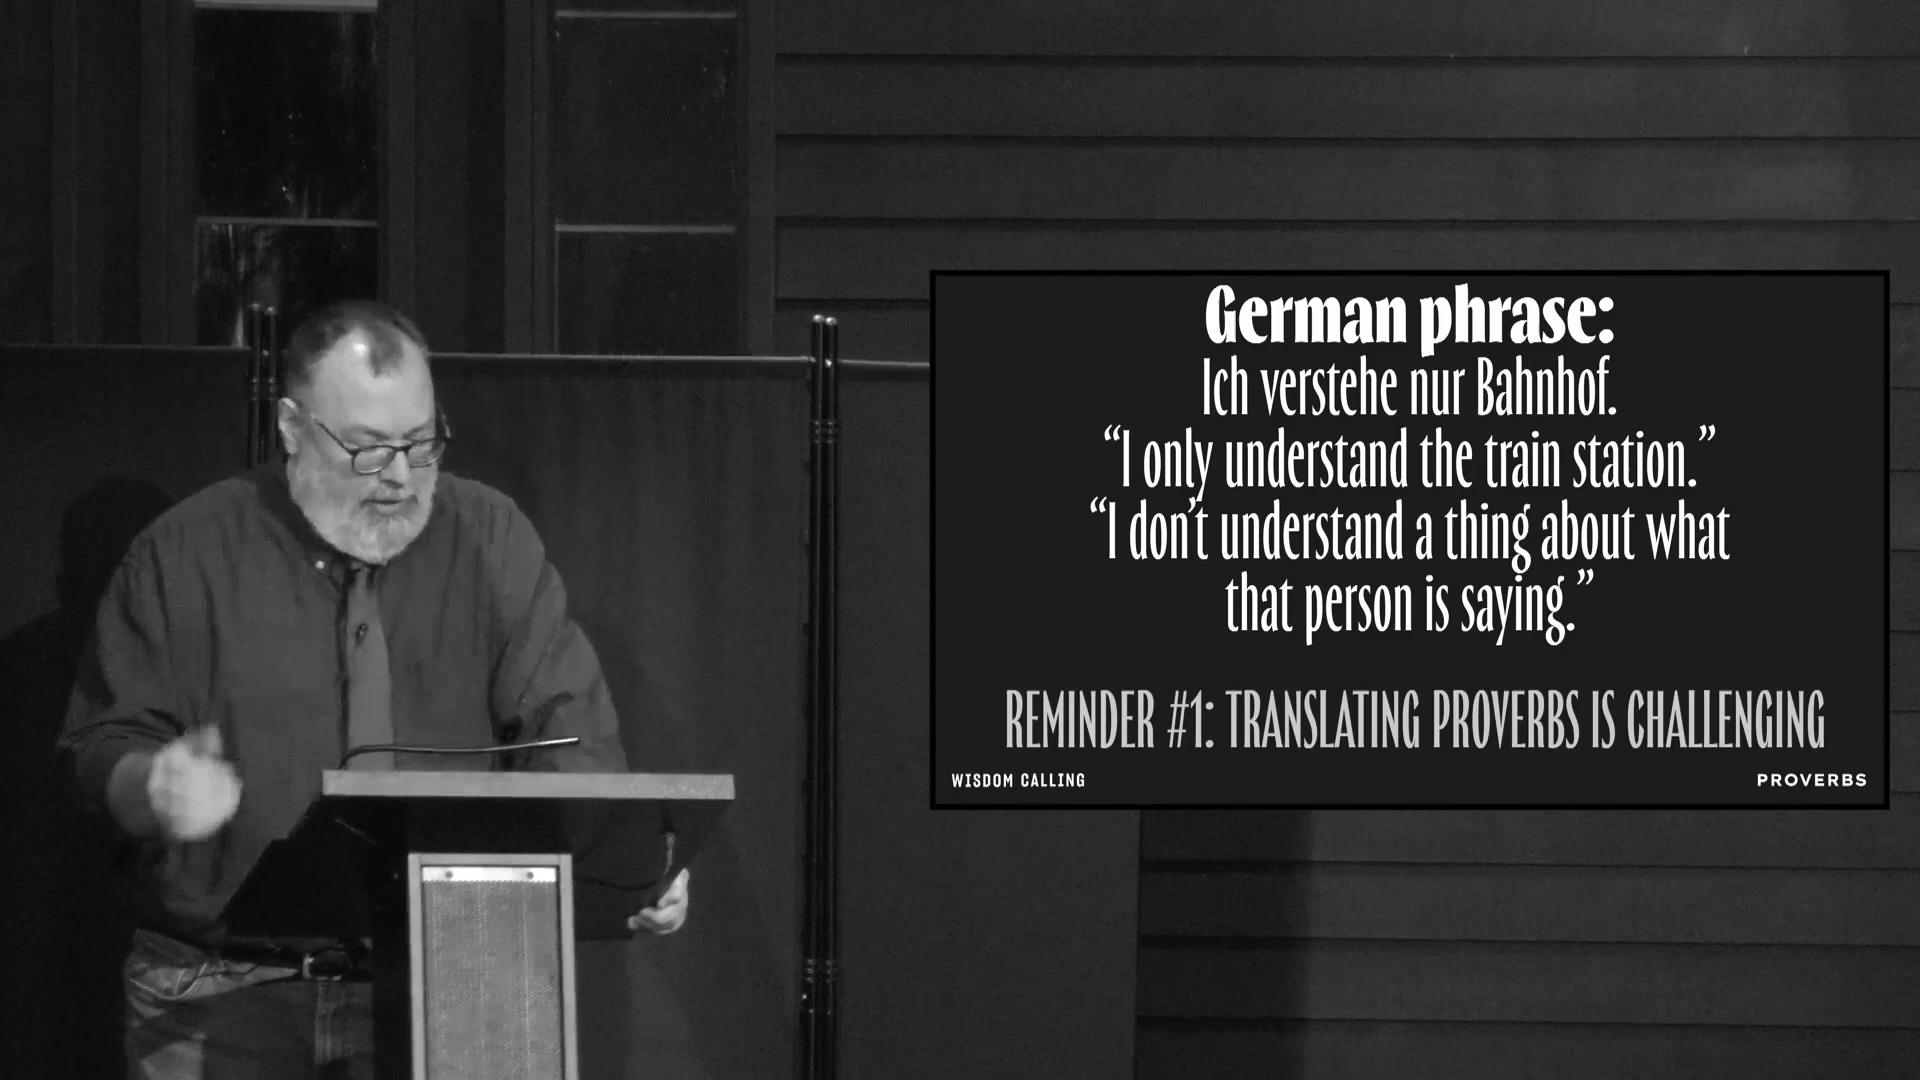 German phrase:
Ich verstehe nur Bahnhof.
“I only understand the train station.”
“I don’t understand a thing about what
that person is saying.”
REMINDER #1: TRANSLATING PROVERBS IS CHALLENGING
WISDOM CALLING
PROVERBS